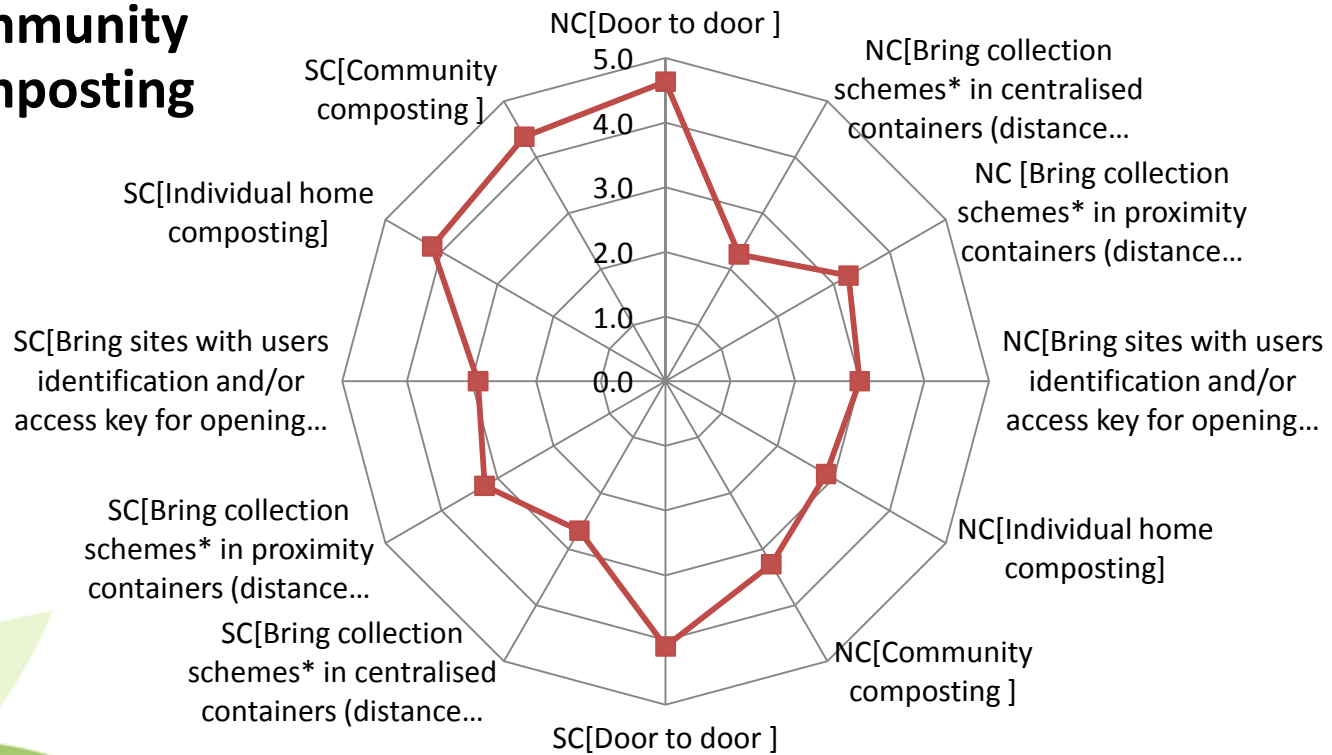 mmunity
mposting
NC[Door to door ]
NC[Bring collection
schemes* in centralised
containers (distance...
NC [Bring collection
schemes* in proximity
containers (distance...
NC[Bring sites with users
identification and/or
access key for opening...
NC[Individual home
composting]
NC[Community
composting ]
SC[Door to door ]
SC[Bring collection
schemes* in centralised
containers (distance...
SC[Bring collection
schemes* in proximity
containers (distance...
SC[Bring sites with users
identification and/or
access key for opening...
SC[Individual home
composting]
SC[Community
composting ]
5.0
4.0
3.0
2.0
1.0
0.0